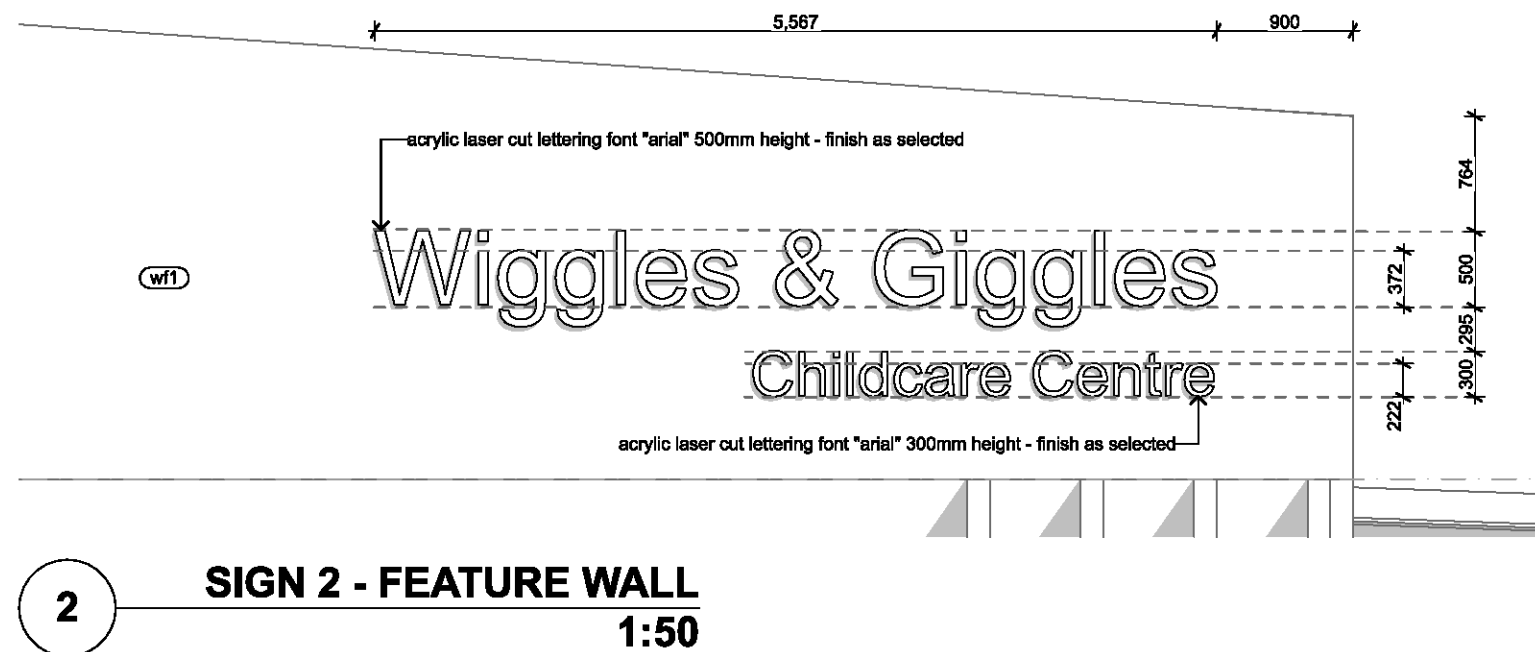 5,567 900
acrylic laser cut lettering font "arial" 500mm height - finish as selected
764
Wiggles & Giggles
wf1
372
500
295
Childcare Centre
300
222
acrylic laser cut lettering font "arial" 300mm height - finish as selected
2
SIGN 2 - FEATURE WALL
1:50